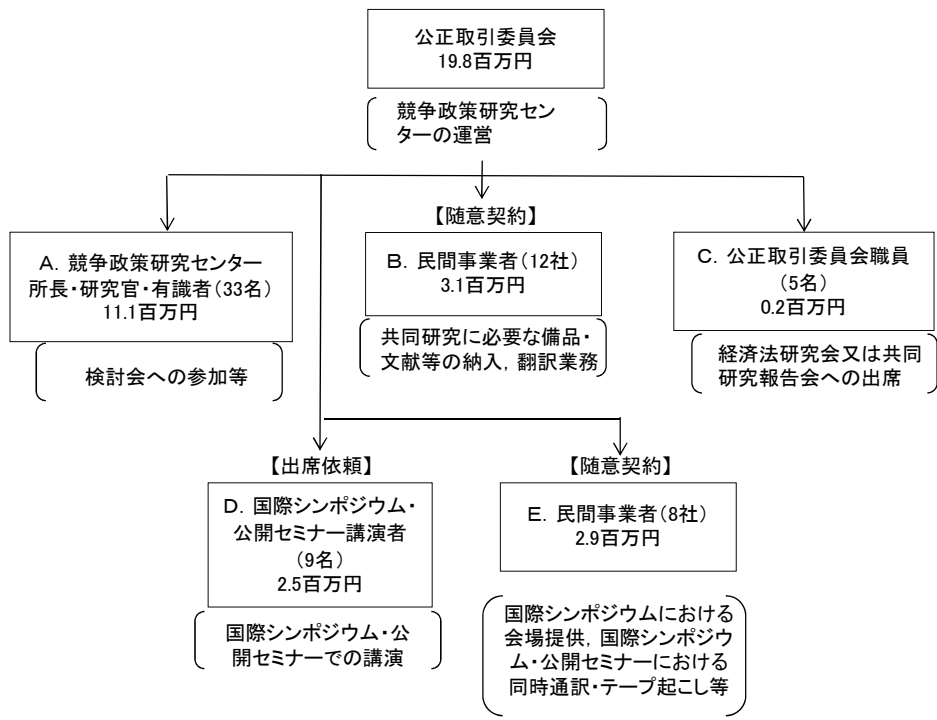 公正取引委員会
19.8百万円
競争政策研究セン
ターの運営
【随意契約】
A. 競争政策研究センター
所長・研究官・有識者(33名)
11.1百万円
B. 民間事業者(12社)
3.1百万円
C. 公正取引委員会職員
(5名)
0.2百万円
検討会への参加等
共同研究に必要な備品・
文献等の納入, 翻訳業務
経済法研究会又は共同
研究報告会への出席
【出席依頼】
【随意契約】
D. 国際シンポジウム・
公開セミナー講演者
(9名)
2.5百万円
E. 民間事業者(8社)
2.9百万円
国際シンポジウム・公
開セミナーでの講演
国際シンポジウムにおける
会場提供, 国際シンポジウ
ム・公開セミナーにおける
同時通訳・テープ起こし等